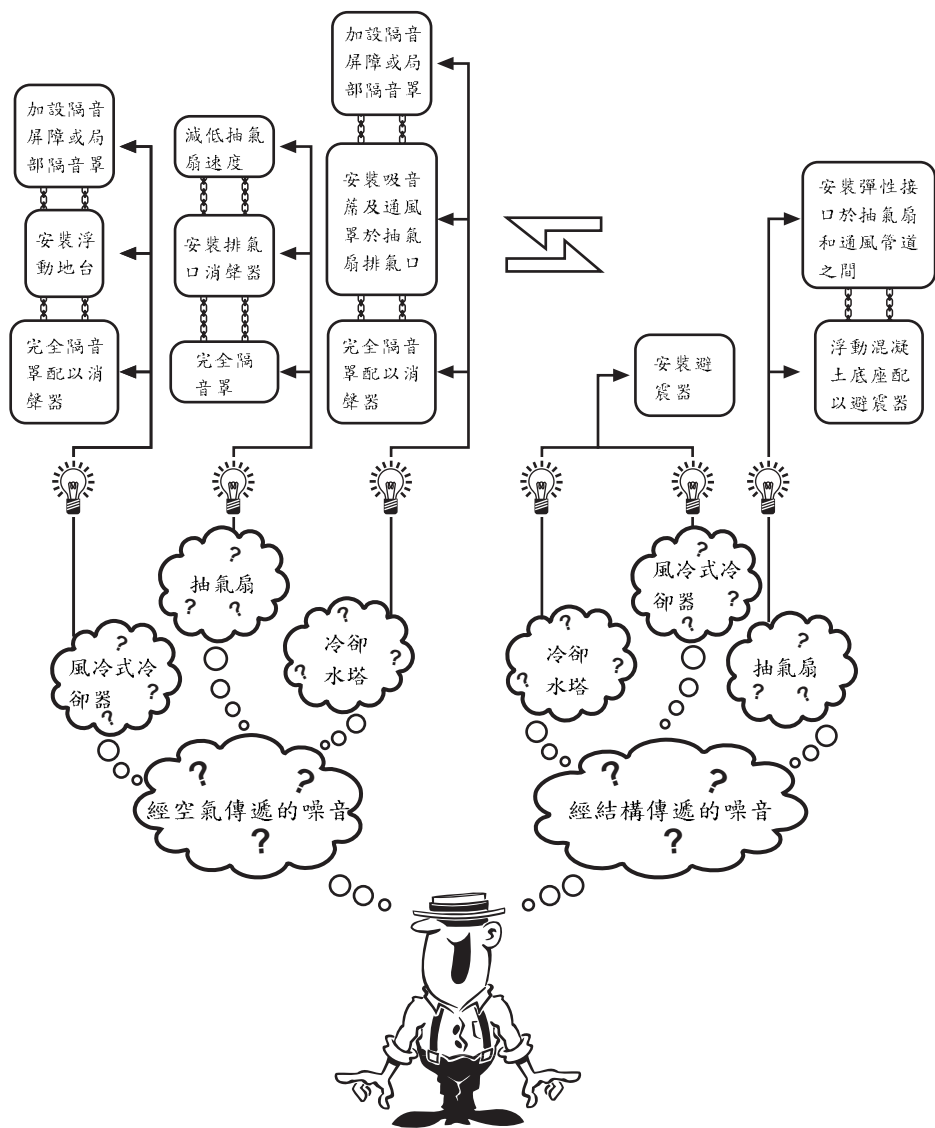 加設隔音
屏障或局
部隔音罩
安裝浮
動地台
完全隔音
罩配以消
聲器
減低抽氣
扇速度
安裝排氣
口消聲器
完全隔
音罩
加設隔音
屏障或局
部隔音罩
安裝吸音
蓆及通風
罩於抽氣
扇排氣口
完全隔音
罩配以消
聲器
安裝避
震器
安裝彈性接
口於抽氣扇
和通風管道
之間
浮動混凝
土底座配
以避震器
?
風冷式冷
卻器 ?
?
?
抽氣扇
? ?
?
冷卻
? ?
水塔
?
冷卻
? ?
水塔
?
風冷式冷
卻器 ?
?
?
抽氣扇
? ?
? ?
經空氣傳遞的噪音
?
? ?
經結構傳遞的噪音
?